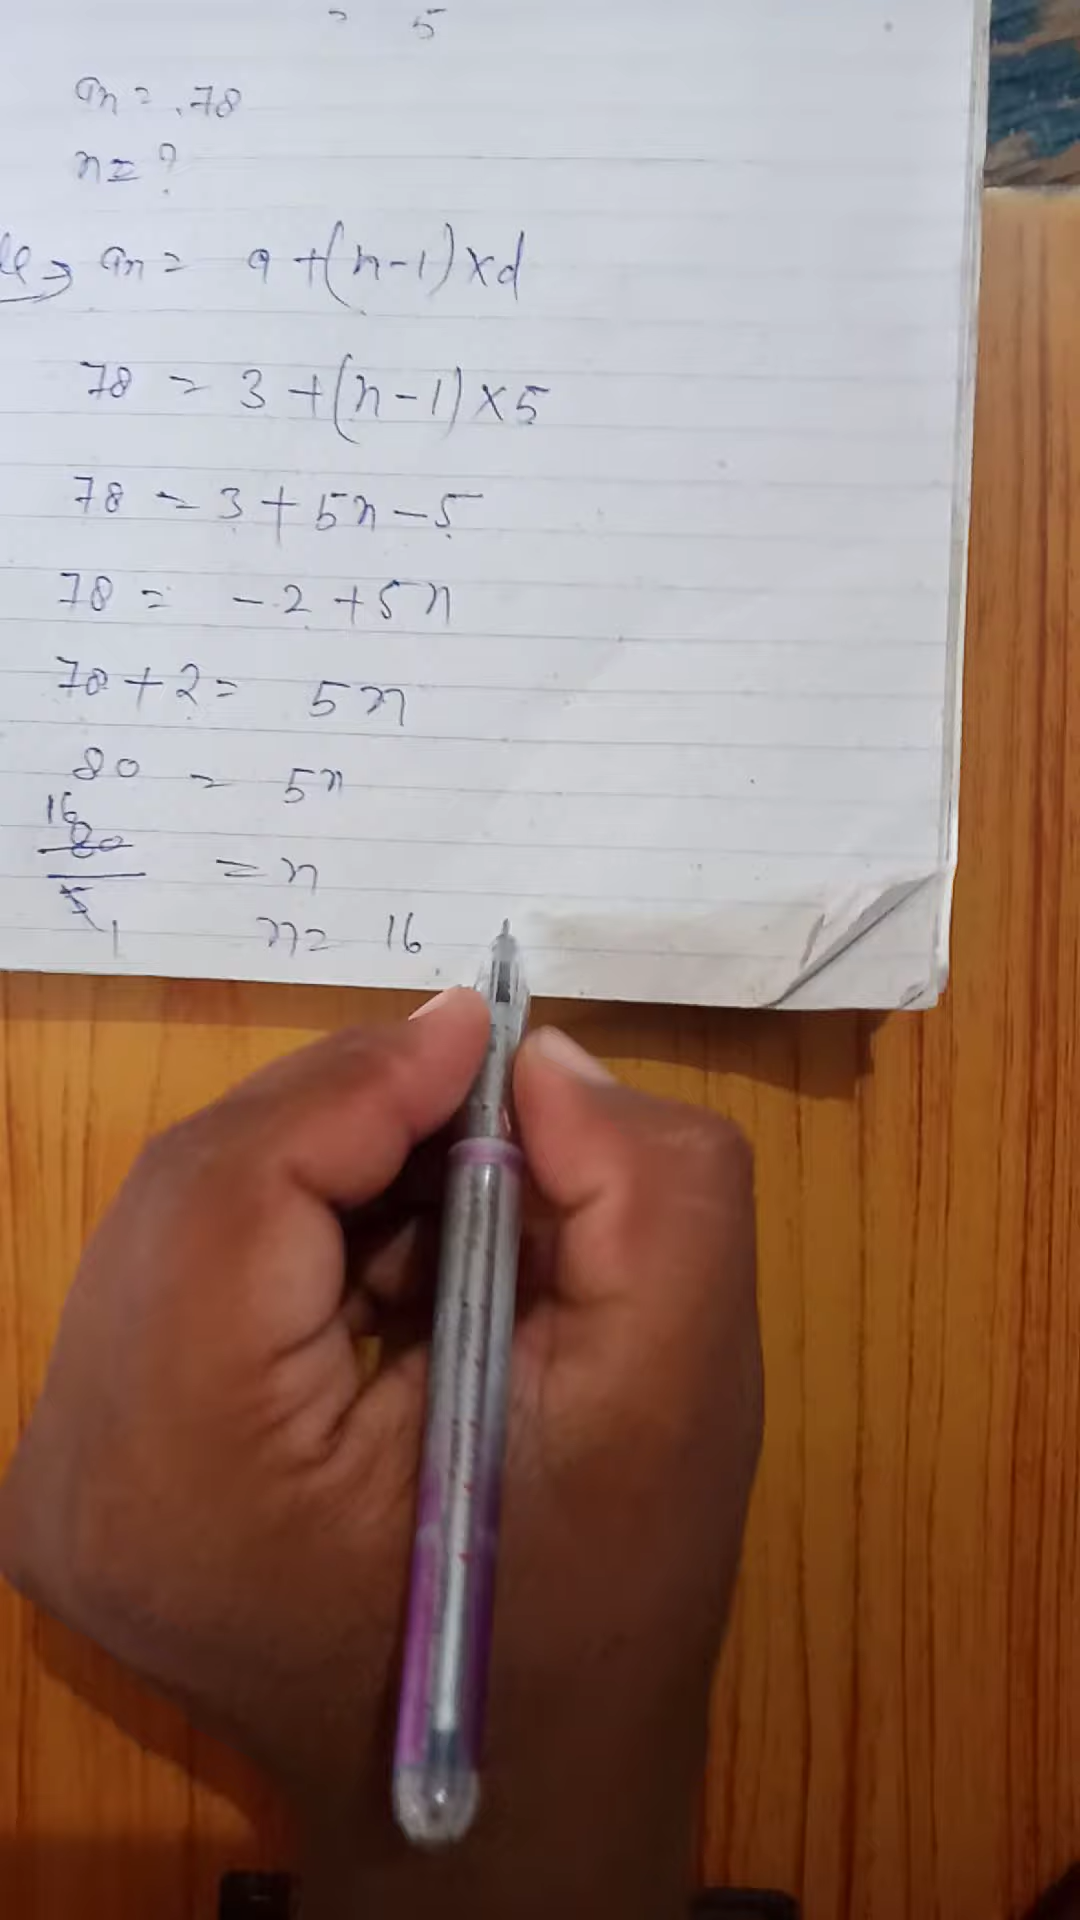 = 5
an = .78
n = ?
an = a + (n-1) x d
78 = 3 + (n-1) x 5
78 = 3 + 5n - 5
78 = -2 + 5n
78 + 2 = 5n
80 = 5n
16
80/5 = n
1
n = 16